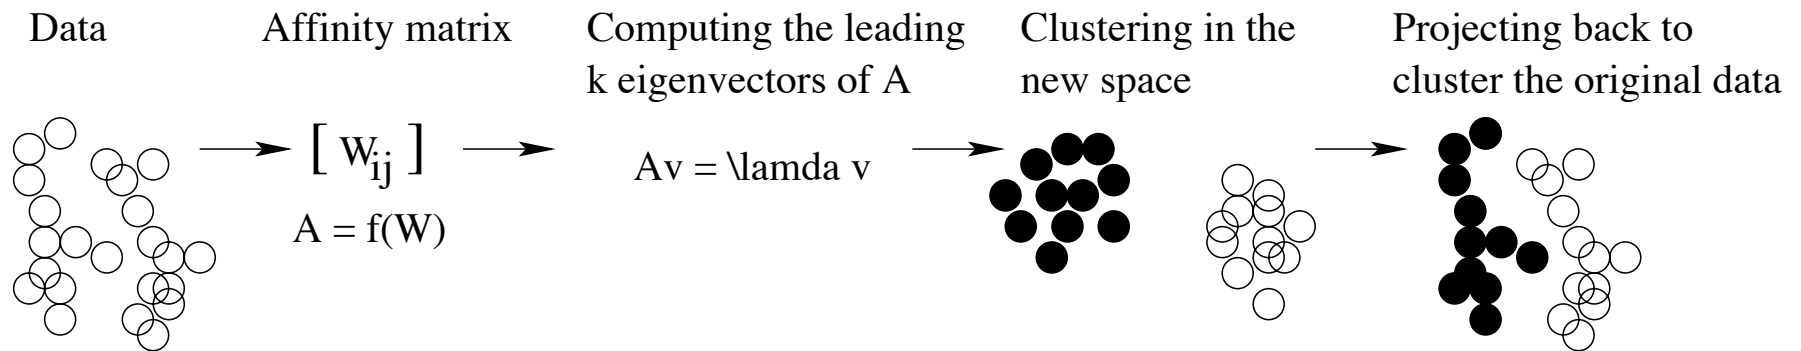 Data
Affinity matrix
Computing the leading
k eigenvectors of A
Clustering in the
new space
Projecting back to
cluster the original data
[ Wij ]
A = f(W)
Av = \lamda v